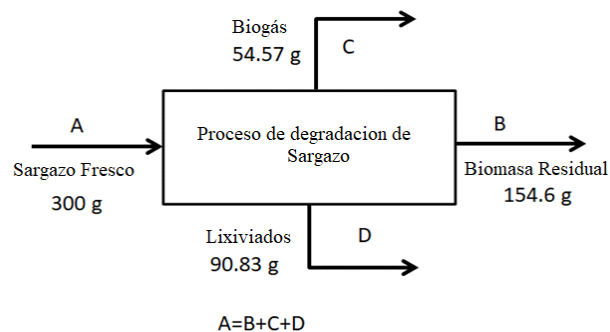 Biogás
54.57 g
C
A
Sargazo Fresco
300 g
Proceso de degradacion de
Sargazo
B
Biomasa Residual
154.6 g
Lixiviados
90.83 g
D
A=B+C+D